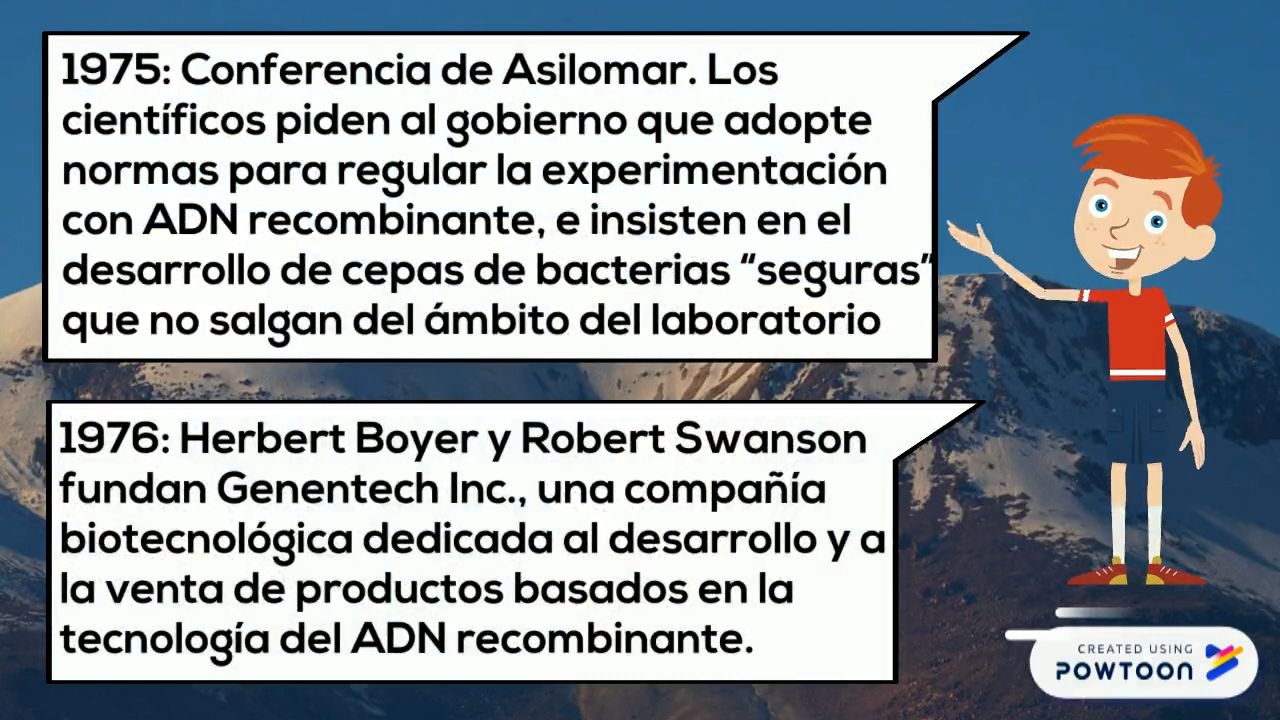 1975: Conferencia de Asilomar. Los
científicos piden al gobierno que adopte
normas para regular la experimentación
con ADN recombinante, e insisten en el
desarrollo de cepas de bacterias “seguras”
que no salgan del ámbito del laboratorio
1976: Herbert Boyer y Robert Swanson
fundan Genentech Inc., una compañía
biotecnológica dedicada al desarrollo y a
la venta de productos basados en la
tecnología del ADN recombinante.
CREATED USING
POWTOON